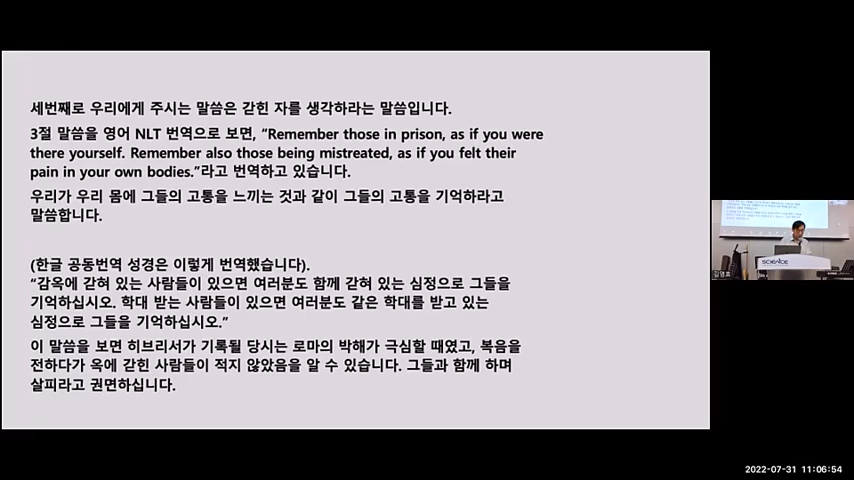 세번째로 우리에게 주시는 말씀은 갇힌 자를 생각하라는 말씀입니다.
3절 말씀을 영어 NLT 번역으로 보면, “Remember those in prison, as if you were
there yourself. Remember also those being mistreated, as if you felt their
pain in your own bodies.”라고 번역하고 있습니다.
우리가 우리 몸에 그들의 고통을 느끼는 것과 같이 그들의 고통을 기억하라고
말씀합니다.
(한글 공동번역 성경은 이렇게 번역했습니다).
“감옥에 갇혀 있는 사람들이 있으면 여러분도 함께 갇혀 있는 심정으로 그들을
기억하십시오. 학대 받는 사람들이 있으면 여러분도 같은 학대를 받고 있는
심정으로 그들을 기억하십시오.”
이 말씀을 보면 히브리서가 기록될 당시는 로마의 박해가 극심할 때였고, 복음을
전하다가 옥에 갇힌 사람들이 적지 않았음을 알 수 있습니다. 그들과 함께 하며
살피라고 권면하십니다.
SCIENCE
2022-07-31 11:06:54